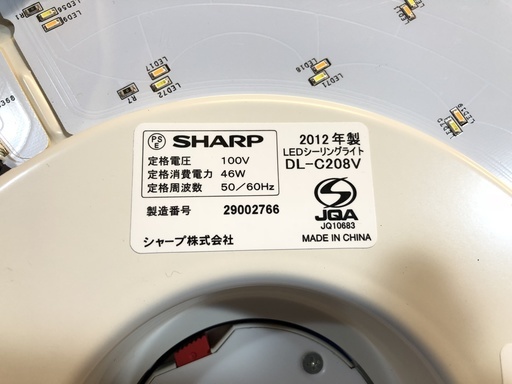 R1
LED56
LED17
LED72
R7
LED18
LED71
PS
E
SHARP
定格電圧 100V
定格消費電力 46W
定格周波数 50/60Hz
製造番号 29002766
シャープ株式会社
2012年製
LEDシーリングライト
DL-C208V
JQA
JQ10683
MADE IN CHINA